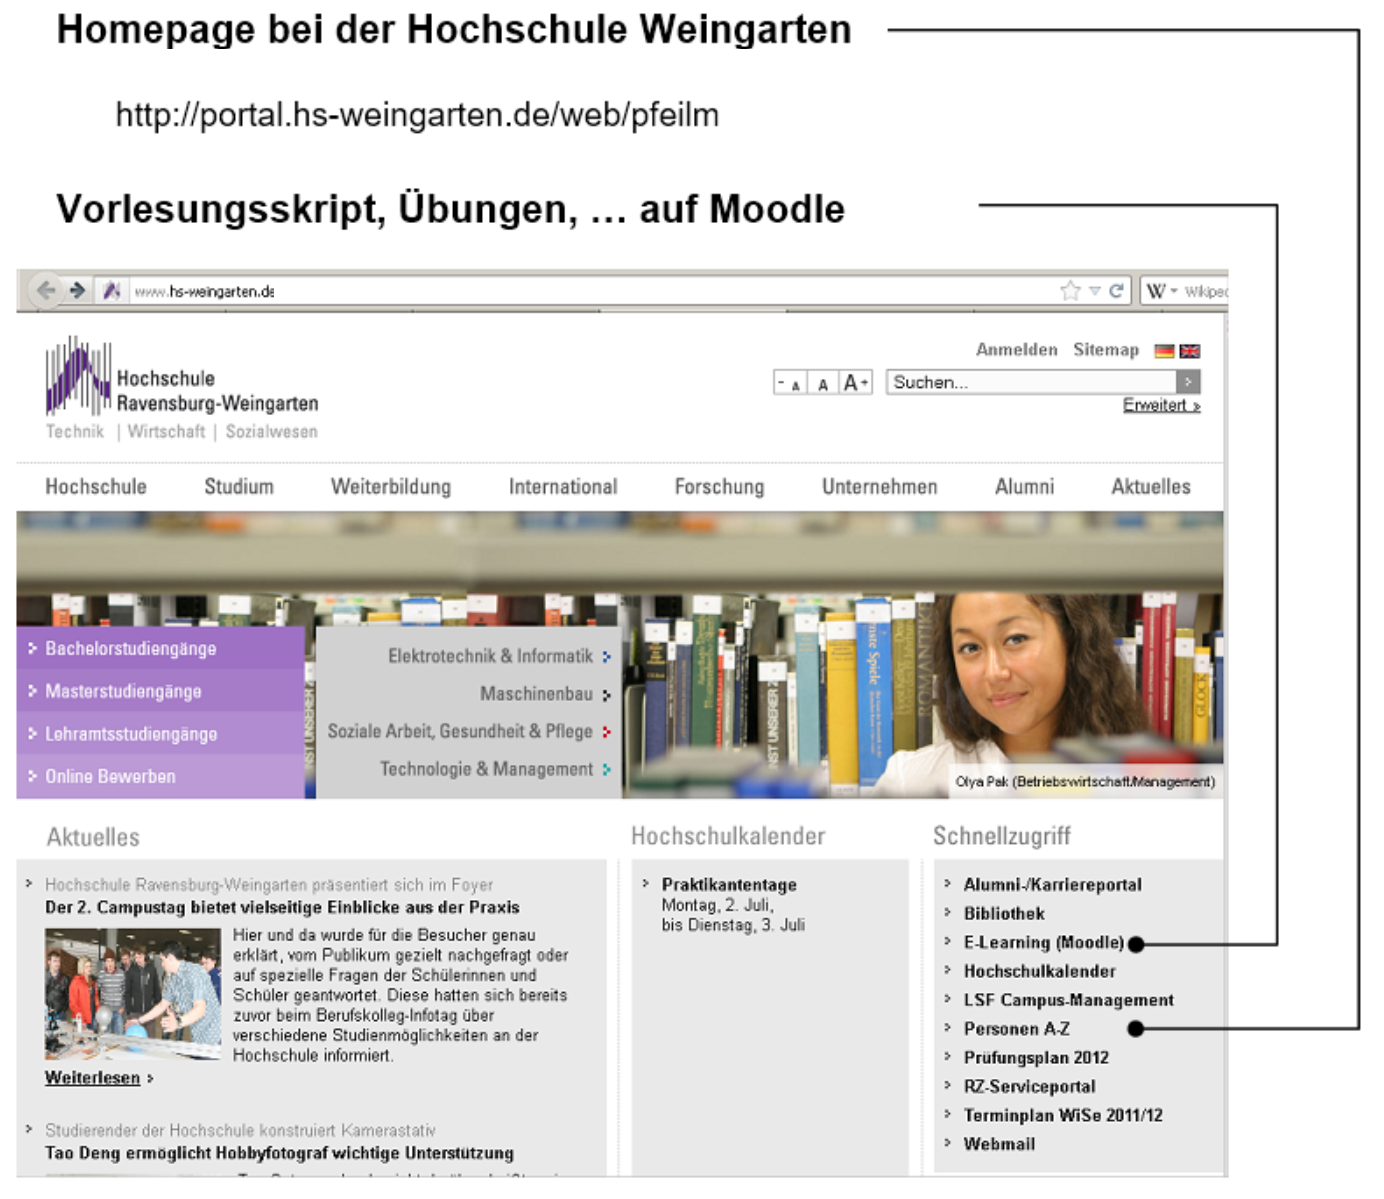 Homepage bei der Hochschule Weingarten
http://portal.hs-weingarten.de/web/pfeilm
Vorlesungsskript, Übungen, … auf Moodle
www.hs-weingarten.de
W
Anmelden Sitemap
- A A A+
Suchen...
Erweitert »
Hochschule
Ravensburg-Weingarten
Technik | Wirtschaft | Sozialwesen
Hochschule Studium Weiterbildung International Forschung Unternehmen Alumni Aktuelles
Bachelorstudiengänge
Masterstudiengänge
Lehramtsstudiengänge
Online Bewerben
Elektrotechnik & Informatik
Maschinenbau
Soziale Arbeit, Gesundheit & Pflege
Technologie & Management
ROMANTIK
Olya Pak (Betriebswirtschaft/Management)
Aktuelles
Hochschule Ravensburg-Weingarten präsentiert sich im Foyer
Der 2. Campustag bietet vielseitige Einblicke aus der Praxis
Hier und da wurde für die Besucher genau
erklärt, vom Publikum gezielt nachgefragt oder
auf spezielle Fragen der Schülerinnen und
Schüler geantwortet. Diese hatten sich bereits
zuvor beim Berufskolleg-Infotag über
verschiedene Studienmöglichkeiten an der
Hochschule informiert.
Weiterlesen
Studierender der Hochschule konstruiert Kamerastativ
Tao Deng ermöglicht Hobbyfotograf wichtige Unterstützung
Hochschulkalender
Praktikantentage
Montag, 2. Juli,
bis Dienstag, 3. Juli
Schnellzugriff
Alumni-/Karriereportal
Bibliothek
E-Learning (Moodle)
Hochschulkalender
LSF Campus-Management
Personen A-Z
Prüfungsplan 2012
RZ-Serviceportal
Terminplan WiSe 2011/12
Webmail